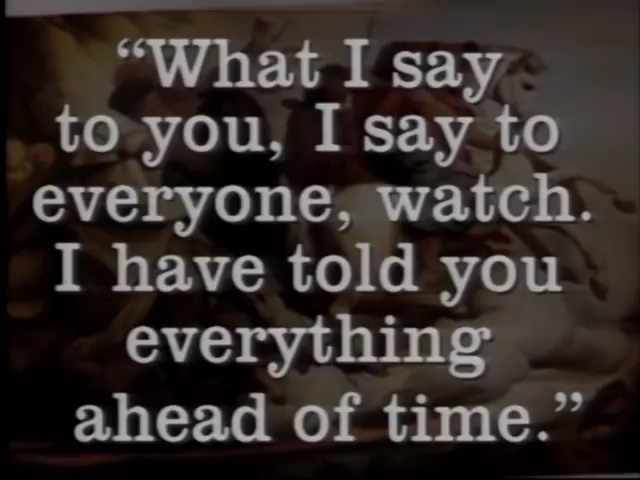 “What I say
to you, I say to
everyone, watch.
I have told you
everything
ahead of time.”